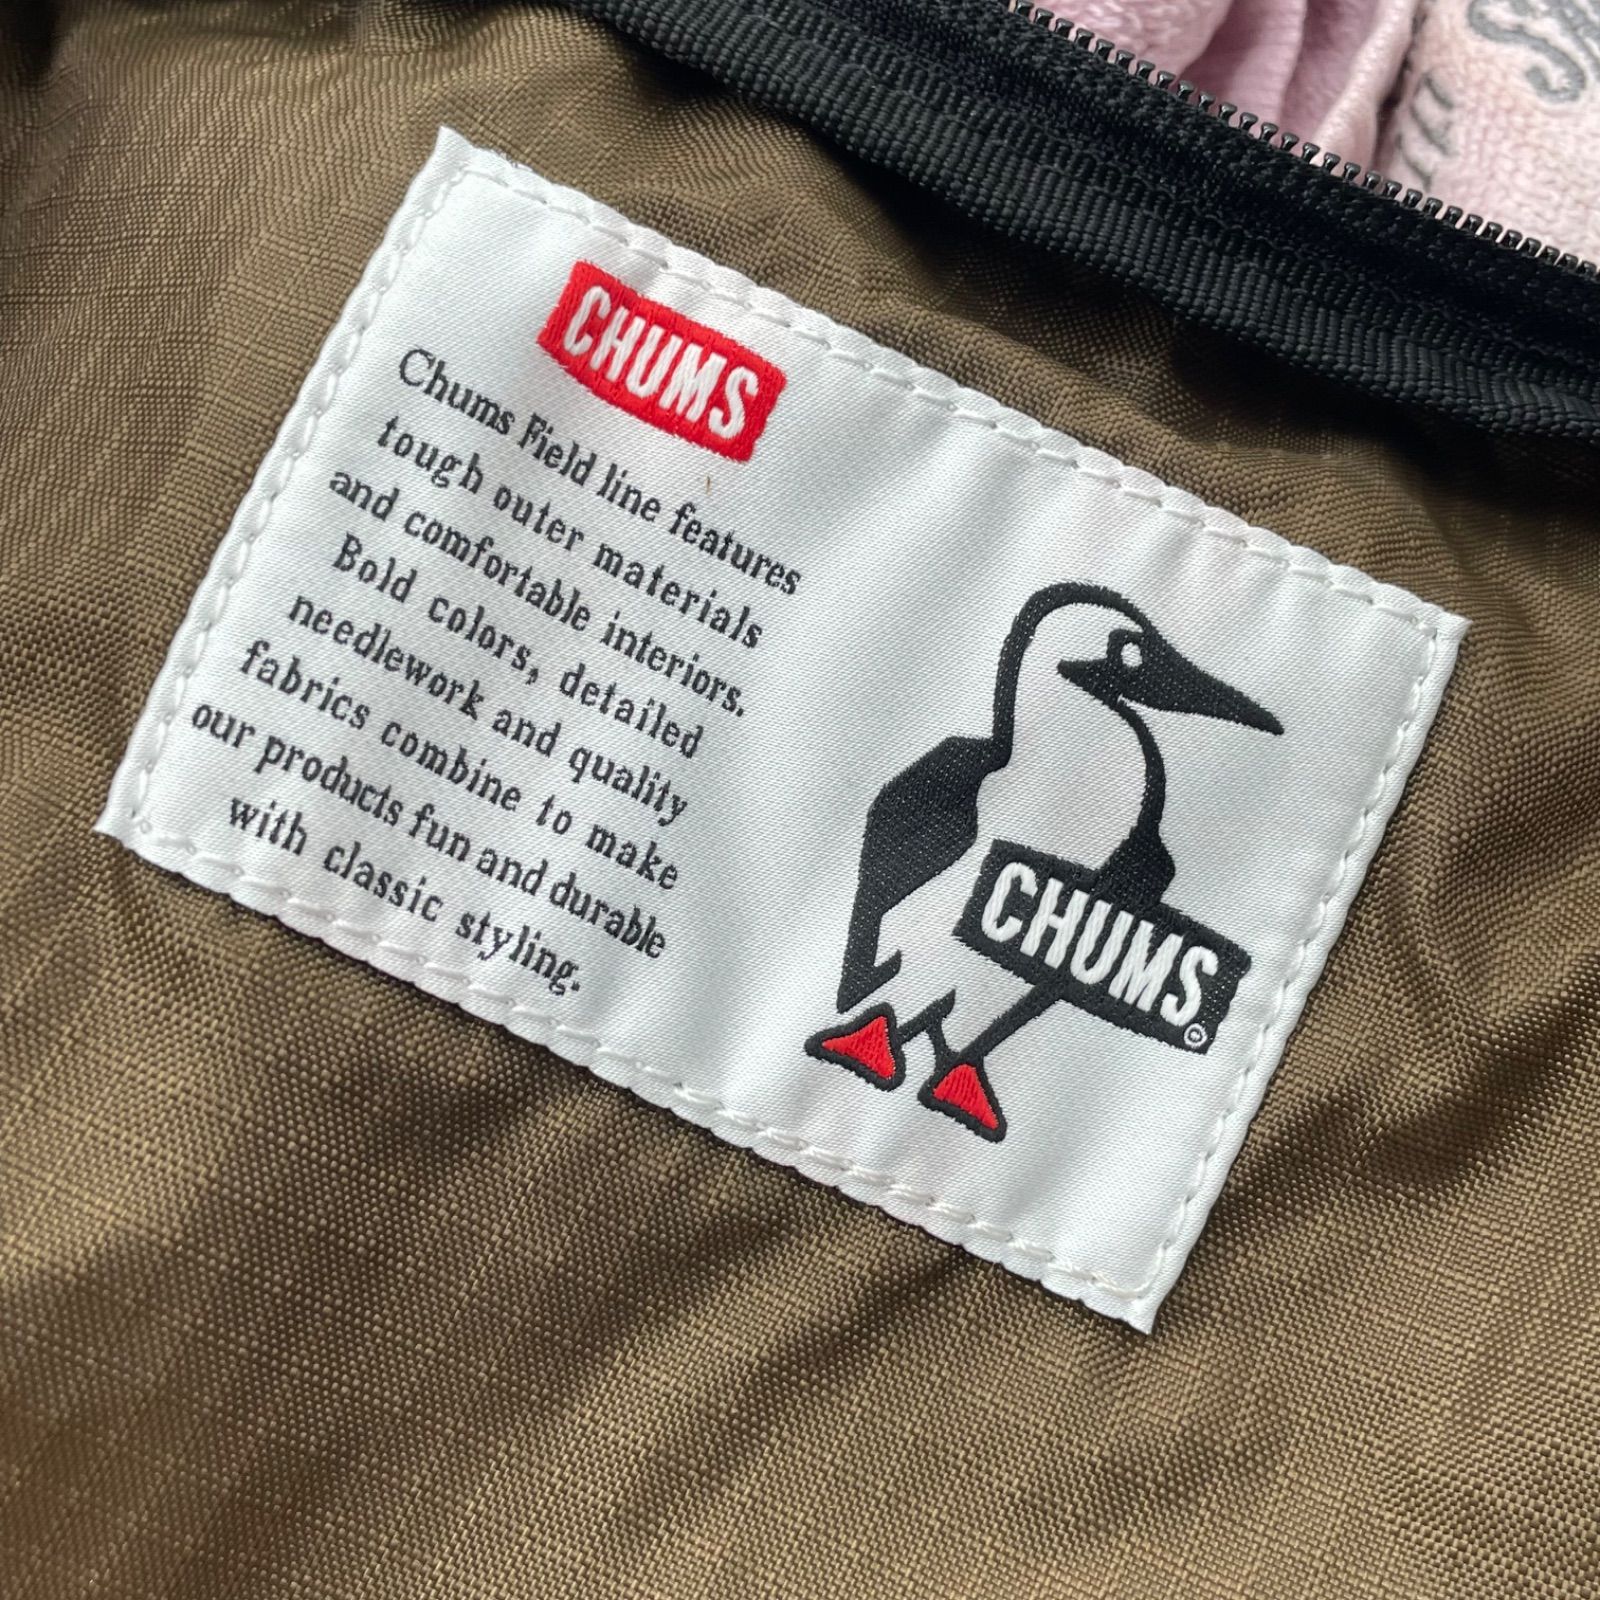 CHUMS
Chums Field line features
tough outer materials
and comfortable interiors.
Bold colors, detailed
needlework and quality
fabrics combine to make
our products fun and durable
with classic styling.
CHUMS©